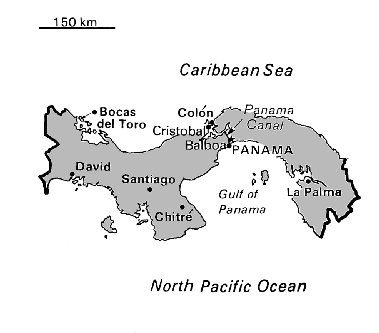 150 km
Caribbean Sea
Bocas
del Toro
Colón
Panama
Canal
Cristobal
Balboa
PANAMA
David
Santiago
Gulf of
Panama
La Palma
Chitré
North Pacific Ocean